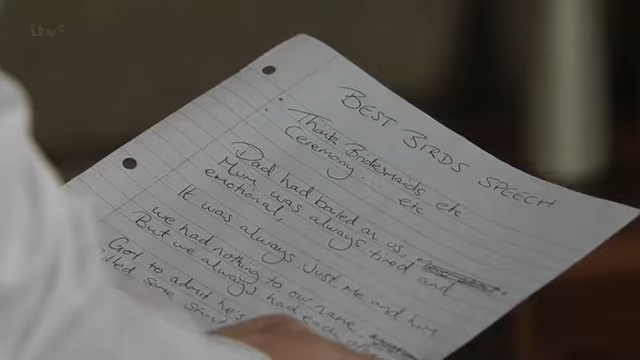 itv
BEST BIRDS SPEECH
Thank Bridesmaids etc
Ceremony... etc
Dad had bailed on us..
Mum was always tired and
emotional
It was always just me and him
we had nothing to our name
But we always had each
Got to admit he's
some